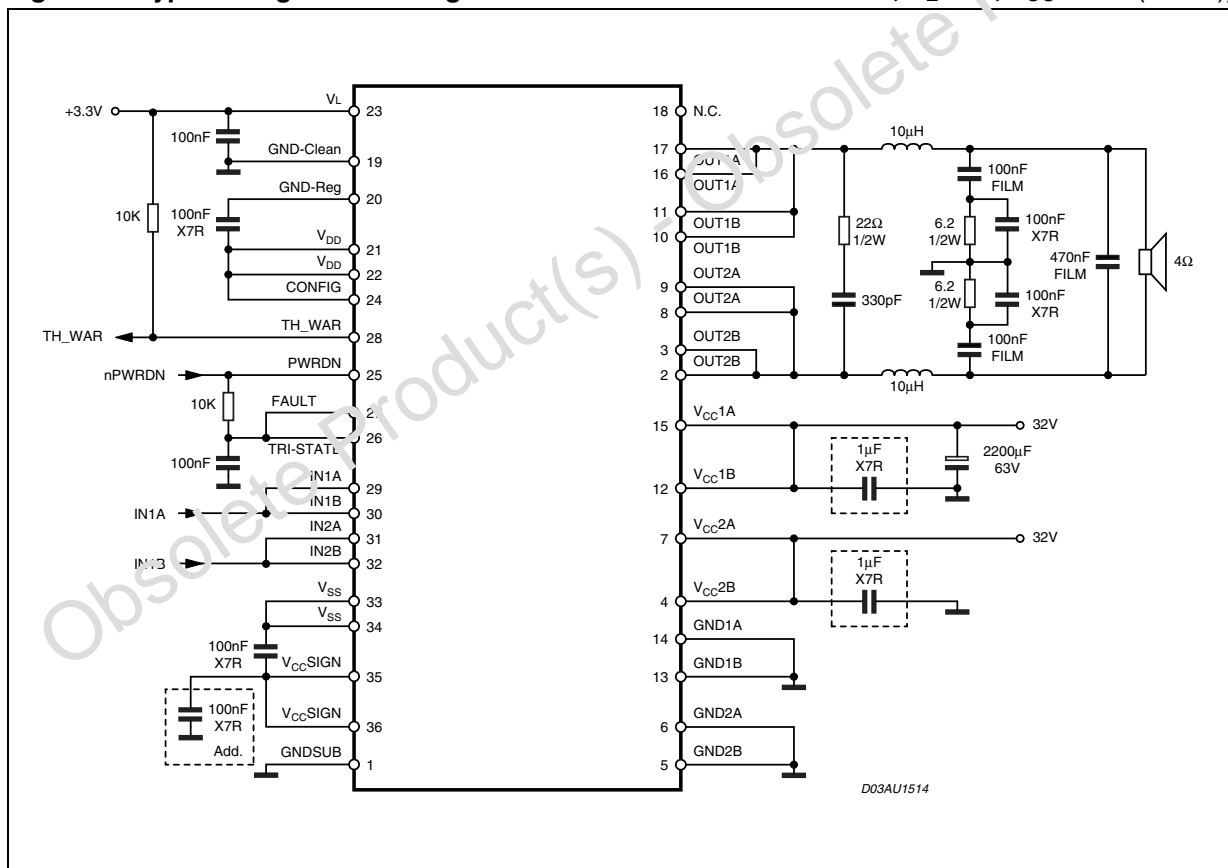 +3.3V
100nF
10K
VL
23
GND-Clean
19
GND-Reg
20
100nF
X7R
VDD
21
VDD
22
CONFIG
24
TH_WAR
TH_WAR
28
nPWRDN
PWRDN
25
10K
FAULT
TRI-STATE
26
100nF
IN1A
29
IN1A
IN1B
30
IN2A
31
IN1B
IN2B
32
VSS
33
VSS
34
100nF
X7R
VCCSIGN
35
100nF
X7R
Add.
VCCSIGN
36
GNDSUB
1
18
N.C.
17
OUT1A
16
OUT1A
11
OUT1B
10
OUT1B
OUT2A
9
OUT2A
8
OUT2B
3
OUT2B
2
10µH
22Ω
1/2W
330pF
100nF
FILM
6.2
1/2W
100nF
X7R
6.2
1/2W
100nF
X7R
100nF
FILM
470nF
FILM
4Ω
10µH
15
VCC1A
32V
1µF
X7R
2200µF
63V
12
VCC1B
7
VCC2A
32V
1µF
X7R
4
VCC2B
14
GND1A
13
GND1B
6
GND2A
5
GND2B
D03AU1514
Obsolete Product(s) - Obsolete